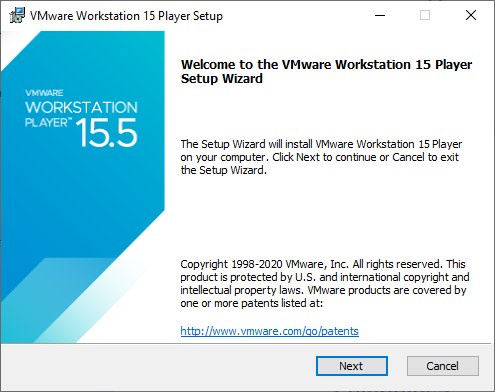 VMware Workstation 15 Player Setup
VMWARE
WORKSTATION
PLAYER™
15.5
Welcome to the VMware Workstation 15 Player
Setup Wizard
The Setup Wizard will install VMware Workstation 15 Player
on your computer. Click Next to continue or Cancel to exit
the Setup Wizard.
Copyright 1998-2020 VMware, Inc. All rights reserved. This
product is protected by U.S. and international copyright and
intellectual property laws. VMware products are covered by
one or more patents listed at:
http://www.vmware.com/go/patents
Next
Cancel